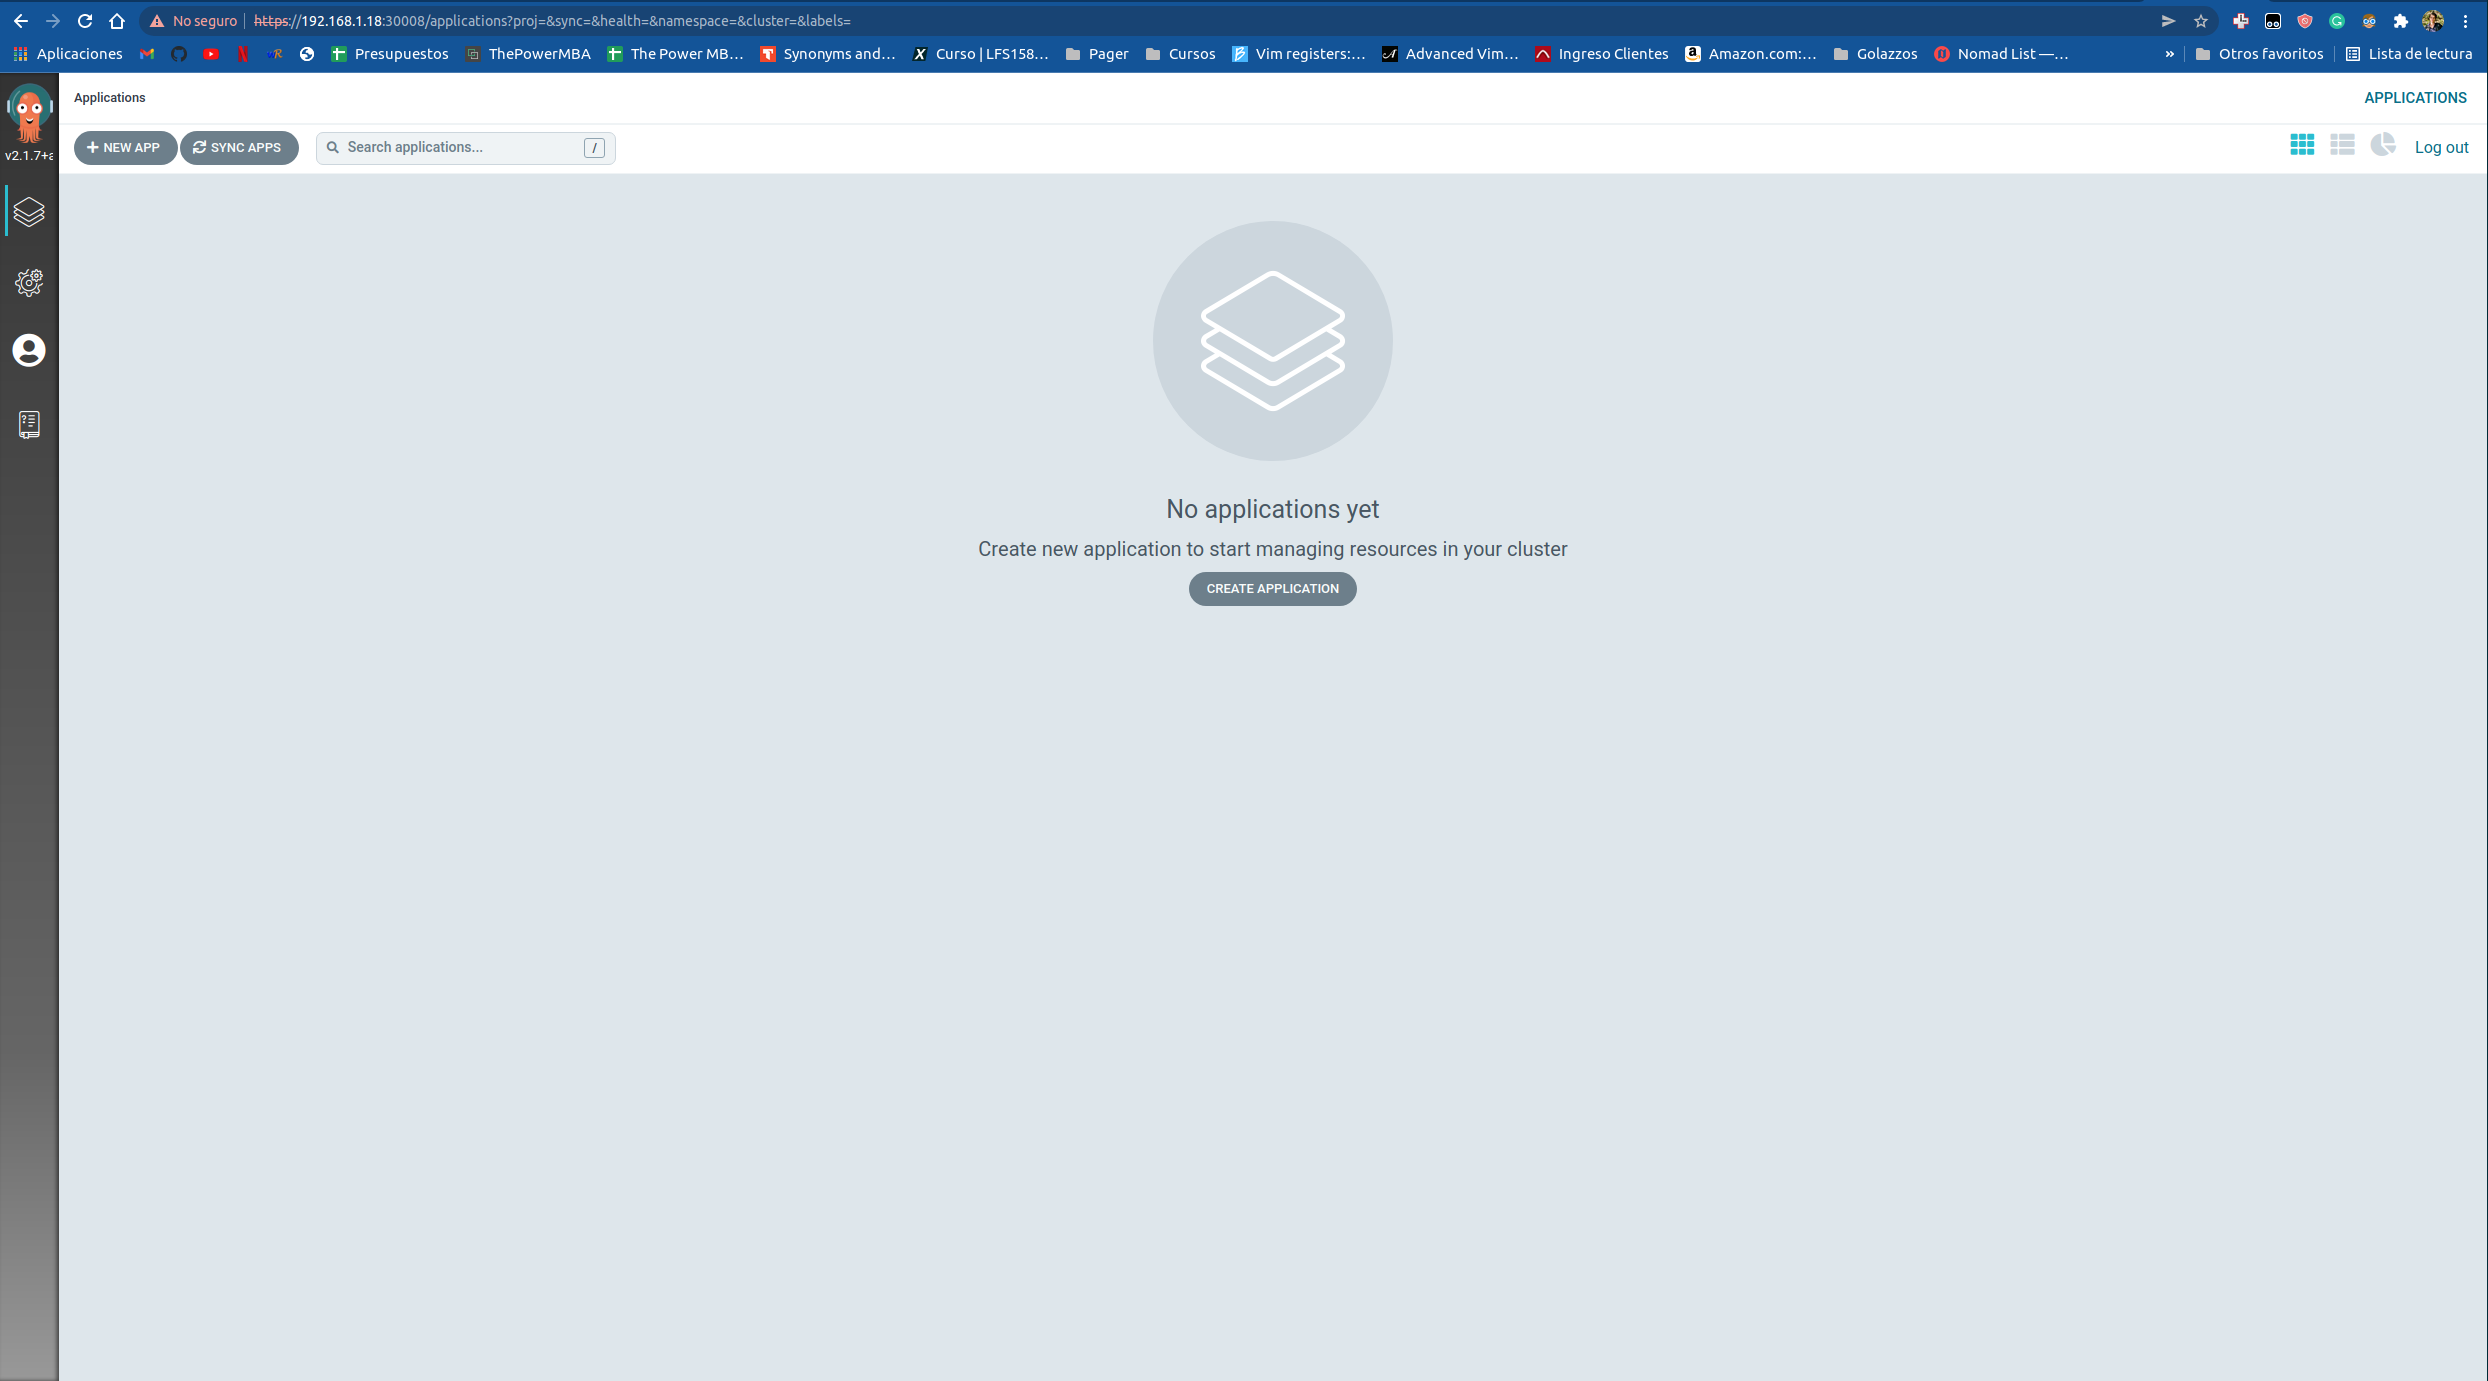 No seguro https://192.168.1.18:30008/applications?proj=&sync=&health=&namespace=&cluster=&labels=
Aplicaciones Presupuestos ThePowerMBA The Power MB... Synonyms and... Curso | LFS158... Pager Cursos Vim registers:... Advanced Vim... Ingreso Clientes Amazon.com:... Golazzos Nomad List —... » Otros favoritos Lista de lectura
Applications APPLICATIONS
v2.1.7+a
NEW APP SYNC APPS Search applications... / Log out
No applications yet
Create new application to start managing resources in your cluster
CREATE APPLICATION